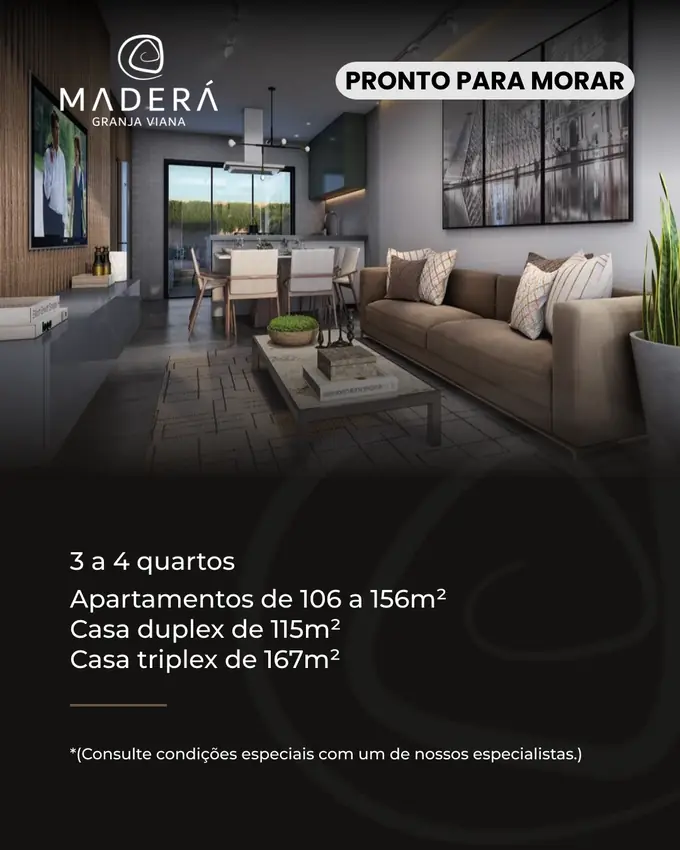 MADERÁ
GRANJA VIANA
PRONTO PARA MORAR
3 a 4 quartos
Apartamentos de 106 a 156m²
Casa duplex de 115m²
Casa triplex de 167m²
*(Consulte condições especiais com um de nossos especialistas.)